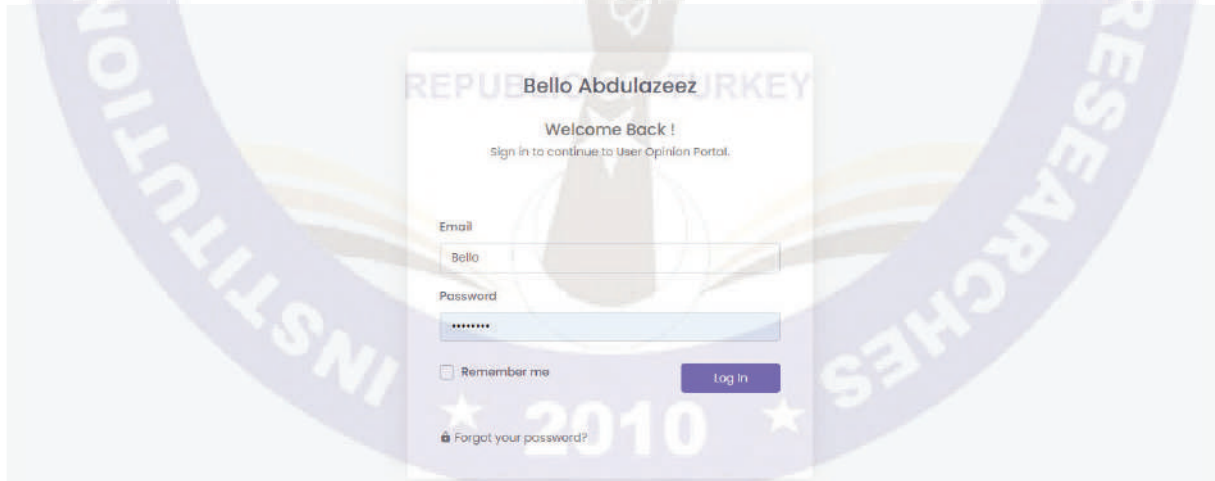 Bello Abdulazeez
REPUBLIC OF TURKEY
Welcome Back !
Sign in to continue to User Opinion Portal.
Email
Bello
Password
••••••••
Remember me
Log In
Forgot your password?
INSTITUTION
RESEARCHES
★ 2010 ★